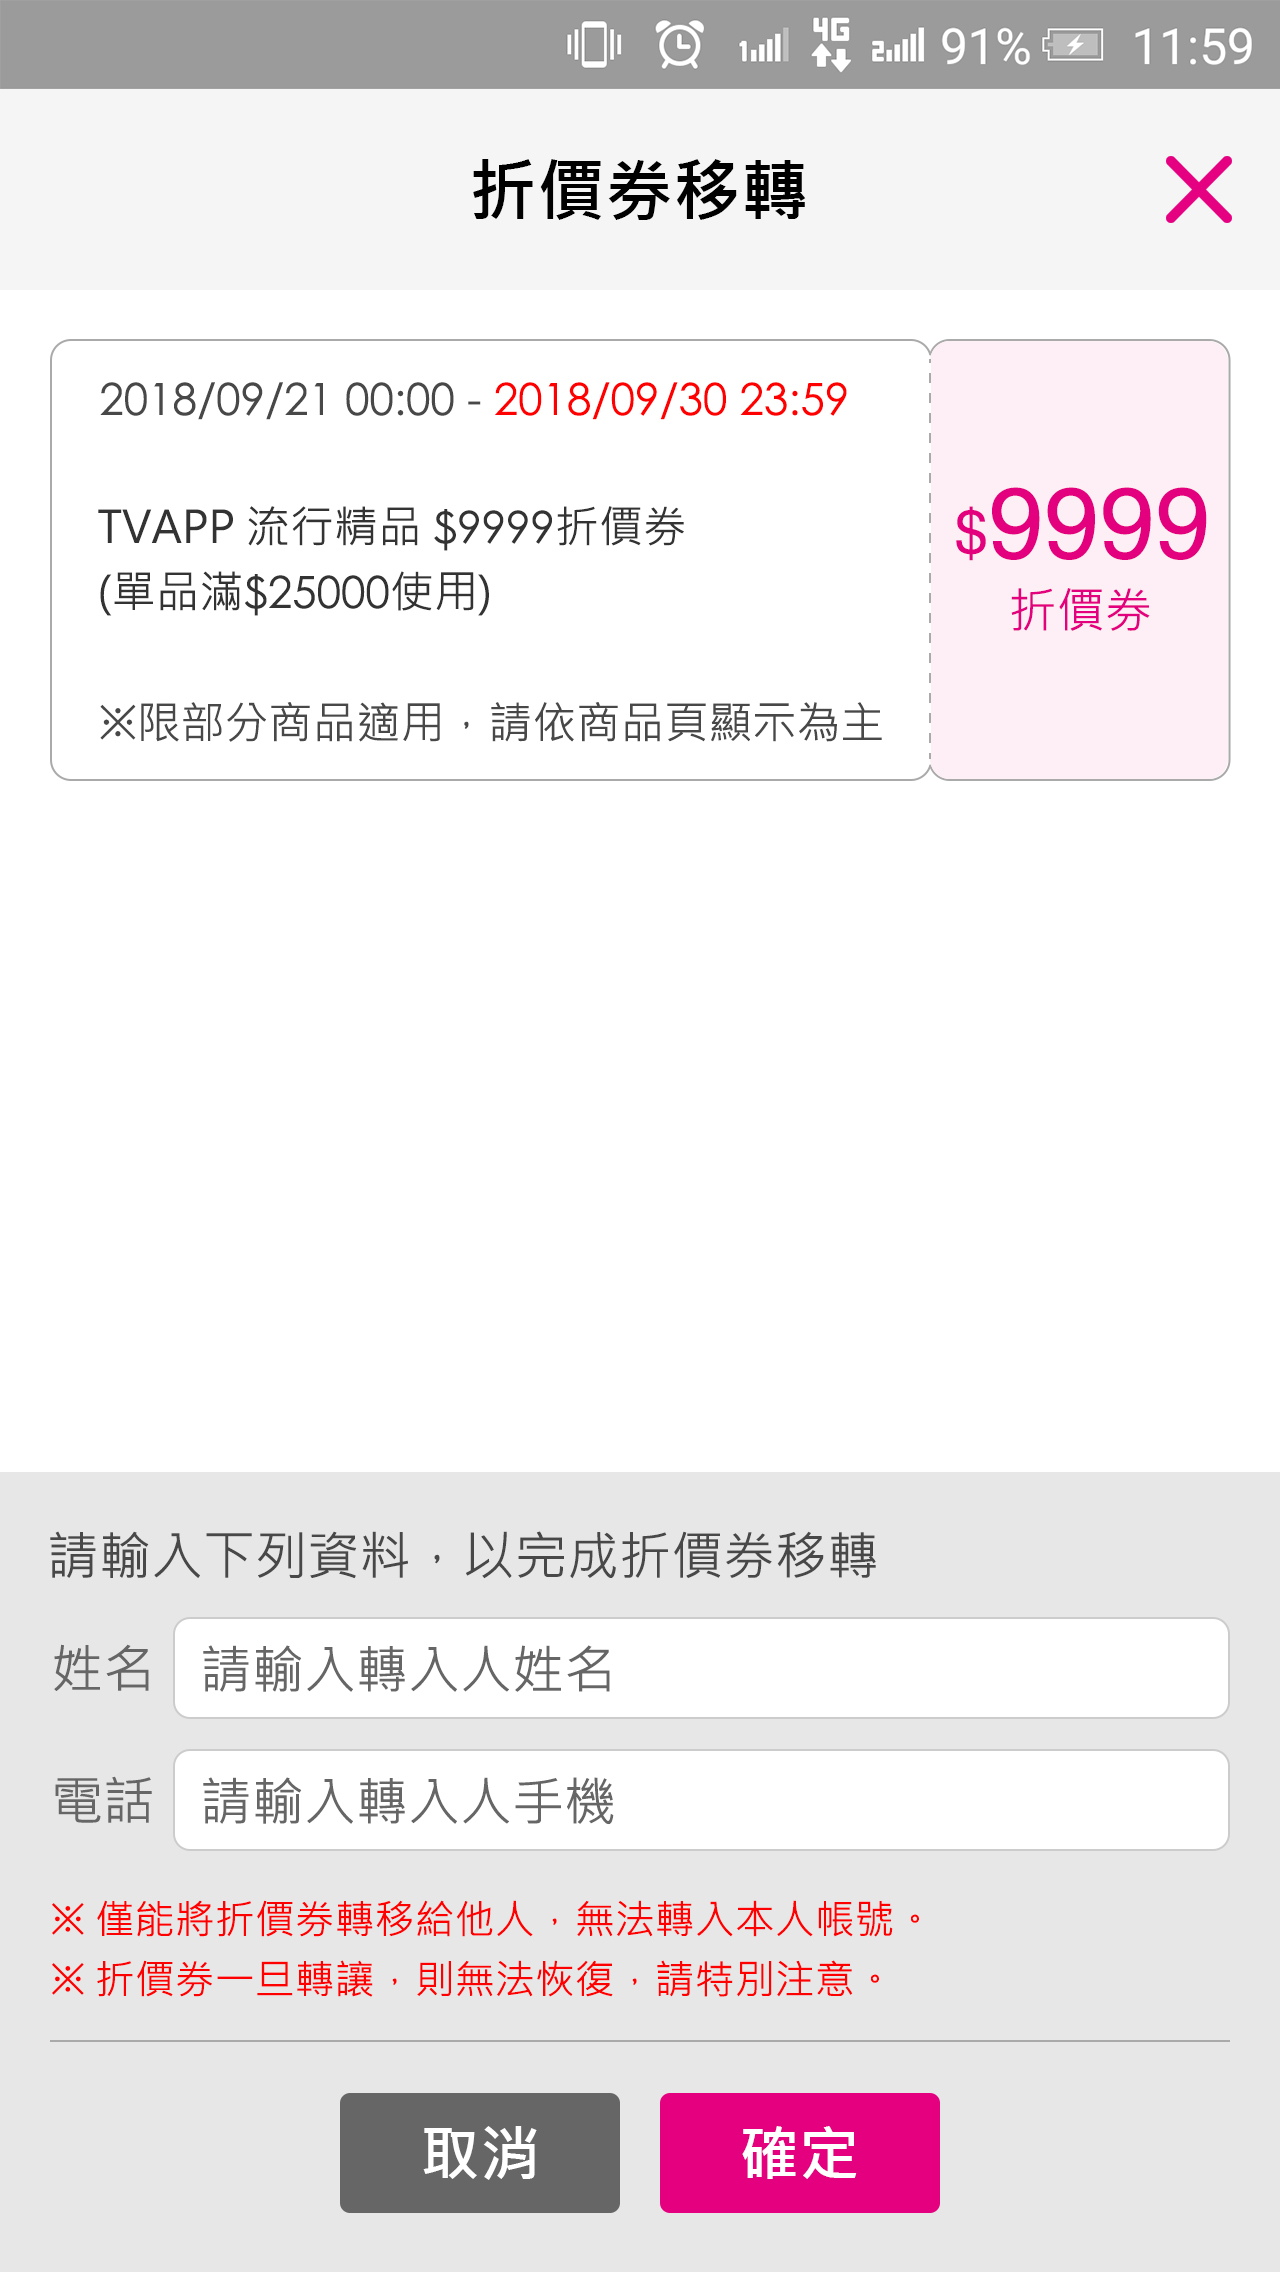 1 4G 2 91% 11:59
折價券移轉
2018/09/21 00:00 - 2018/09/30 23:59
TVAPP 流行精品 $9999折價券
(單品滿$25000使用)
※限部分商品適用，請依商品頁顯示為主
$9999
折價券
請輸入下列資料，以完成折價券移轉
姓名 請輸入轉入人姓名
電話 請輸入轉入人手機
※ 僅能將折價券轉移給他人，無法轉入本人帳號。
※ 折價券一旦轉讓，則無法恢復，請特別注意。
取消 確定